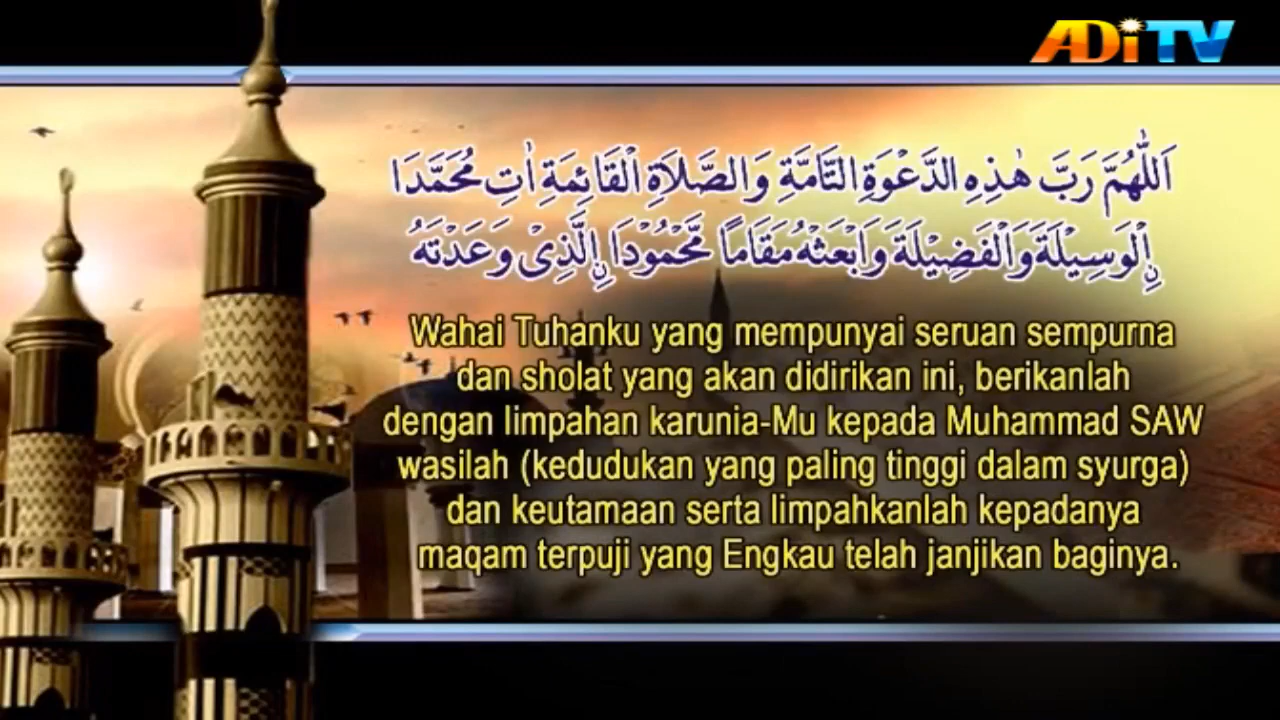 ADiTV
اَللّٰهُمَّ رَبَّ هٰذِهِ الدَّعْوَةِ التَّامَّةِ وَالصَّلَاةِ الْقَائِمَةِ اٰتِ مُحَمَّدَا
نِ الْوَسِيْلَةَ وَالْفَضِيْلَةَ وَابْعَثْهُ مَقَامًا مَّحْمُوْدَا نِ الَّذِىْ وَعَدْتَهُ
Wahai Tuhanku yang mempunyai seruan sempurna
dan sholat yang akan didirikan ini, berikanlah
dengan limpahan karunia-Mu kepada Muhammad SAW
wasilah (kedudukan yang paling tinggi dalam syurga)
dan keutamaan serta limpahkanlah kepadanya
maqam terpuji yang Engkau telah janjikan baginya.